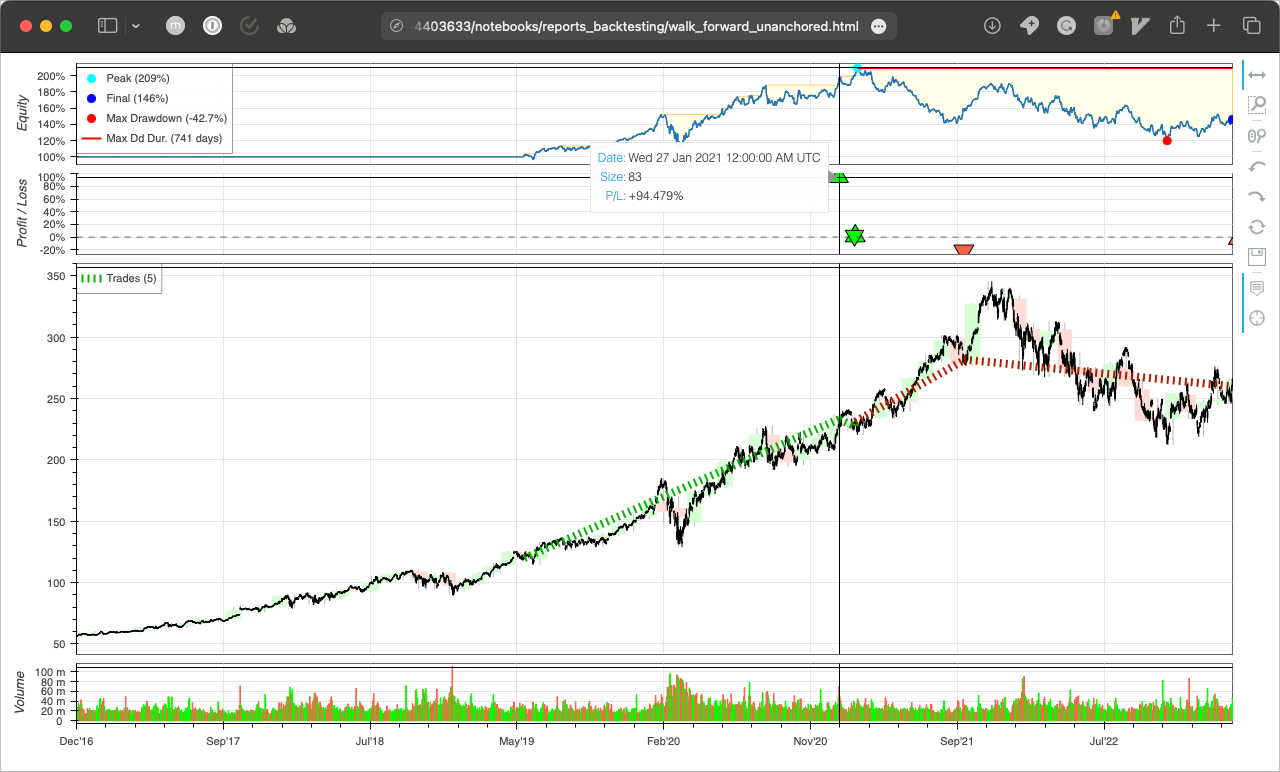 m
-4403633/notebooks/reports_backtesting/walk_forward_unanchored.html
Equity
200%
180%
160%
140%
120%
100%
Peak (209%)
Final (146%)
Max Drawdown (-42.7%)
Max Dd Dur. (741 days)
Date: Wed 27 Jan 2021 12:00:00 AM UTC
Size: 83
P/L: +94.479%
Profit / Loss
100%
80%
60%
40%
20%
0%
-20%
Trades (5)
350
300
250
200
150
100
50
Volume
100 m
80 m
60 m
40 m
20 m
0
Dec'16
Sep'17
Jul'18
May'19
Feb'20
Nov'20
Sep'21
Jul'22